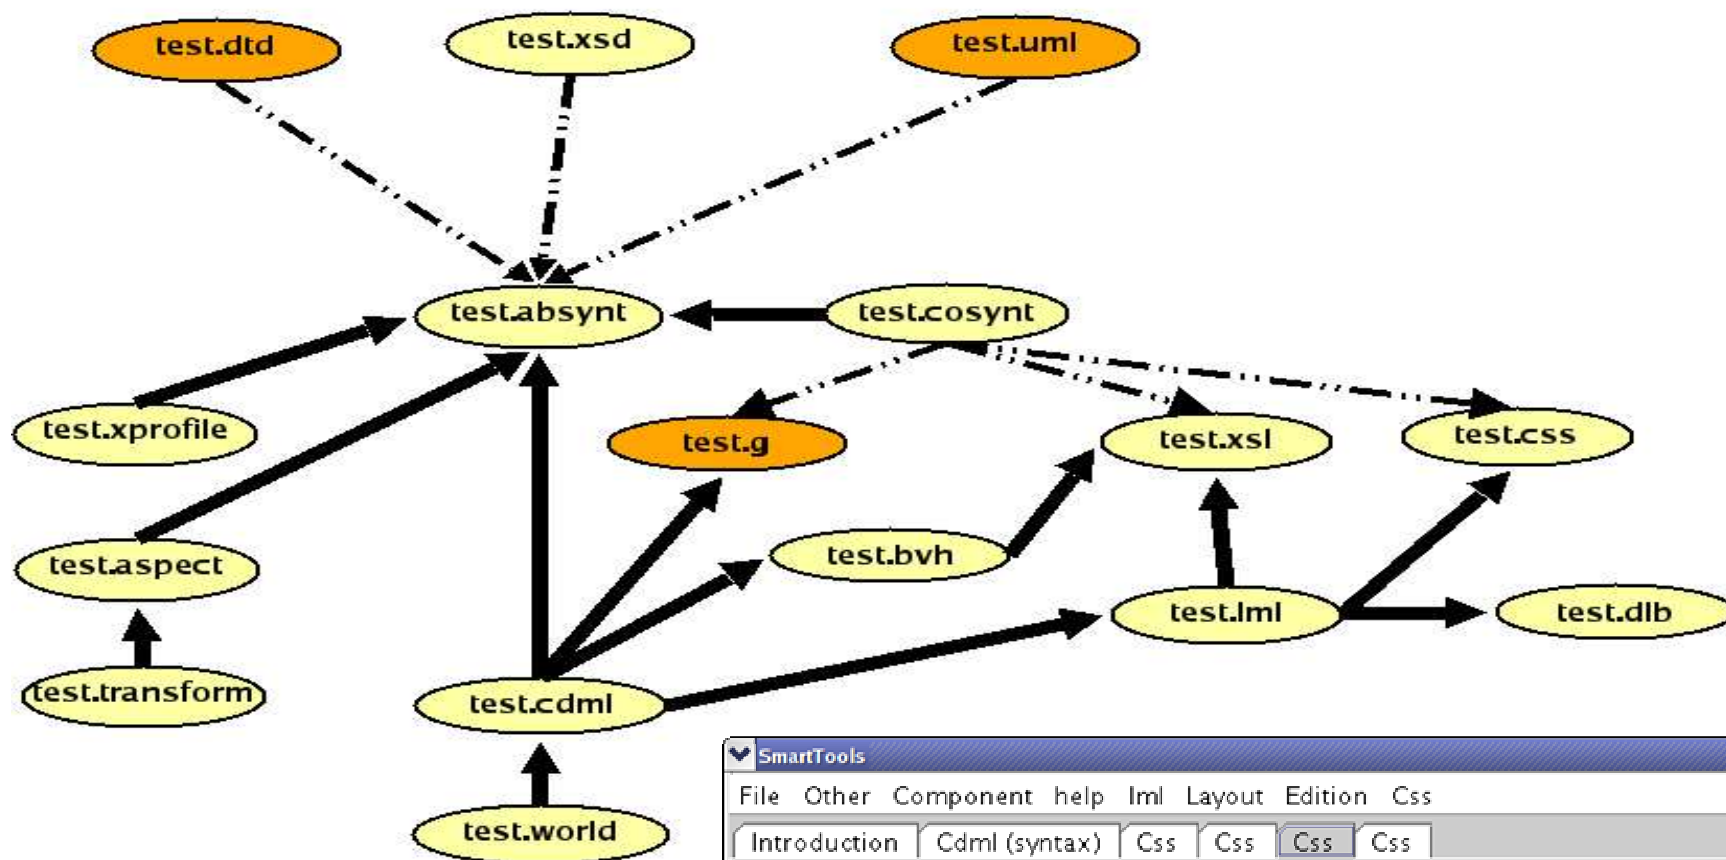 test.dtd
test.xsd
test.uml
test.absynt
test.cosynt
test.xprofile
test.g
test.xsl
test.css
test.aspect
test.bvh
test.lml
test.dlb
test.transform
test.cdml
test.world
SmartTools
File Other Component help lml Layout Edition Css
Introduction Cdml (syntax) Css Css Css Css